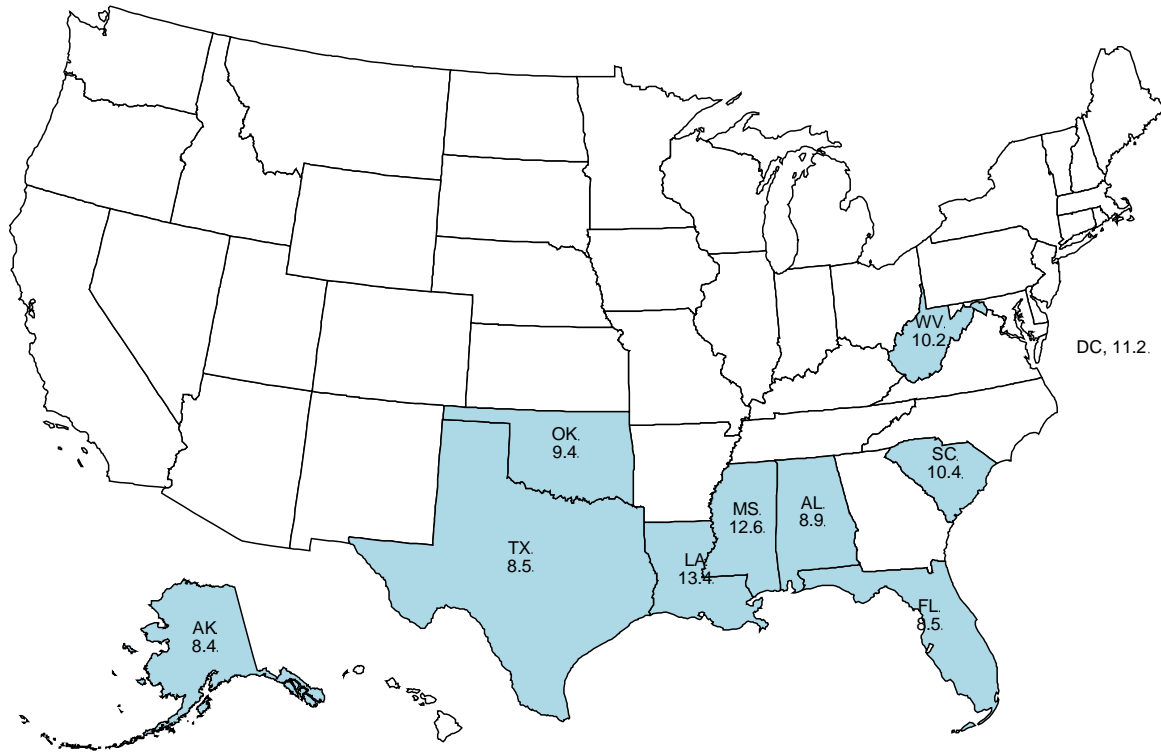 WV.
10.2
DC, 11.2.
OK.
9.4.
SC.
10.4.
MS.
12.6.
AL.
8.9.
TX.
8.5.
LA
13.4.
FL.
8.5.
AK.
8.4.